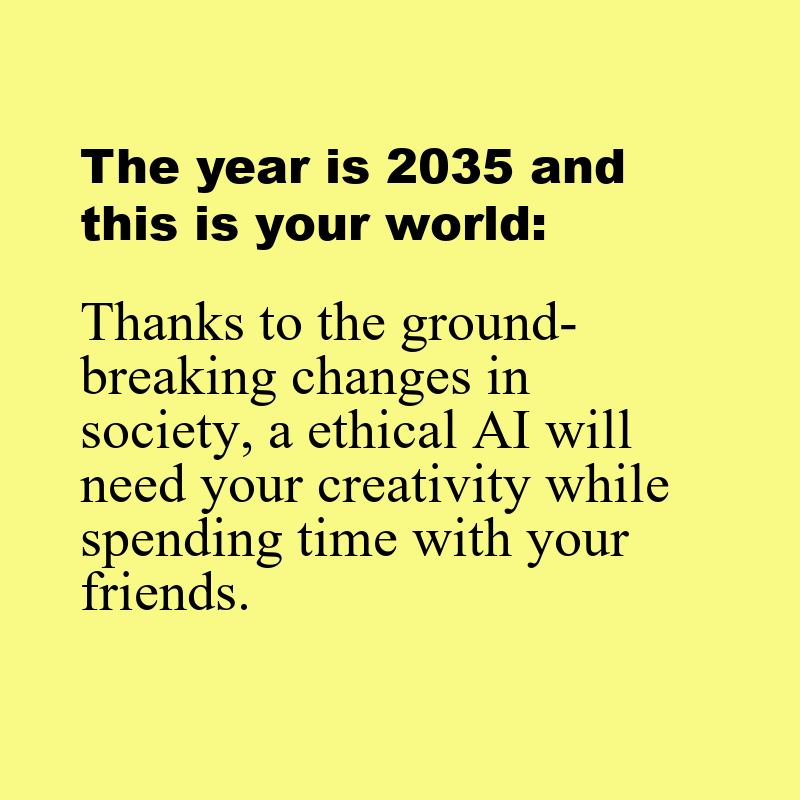 The year is 2035 and
this is your world:
Thanks to the ground-
breaking changes in
society, a ethical AI will
need your creativity while
spending time with your
friends.